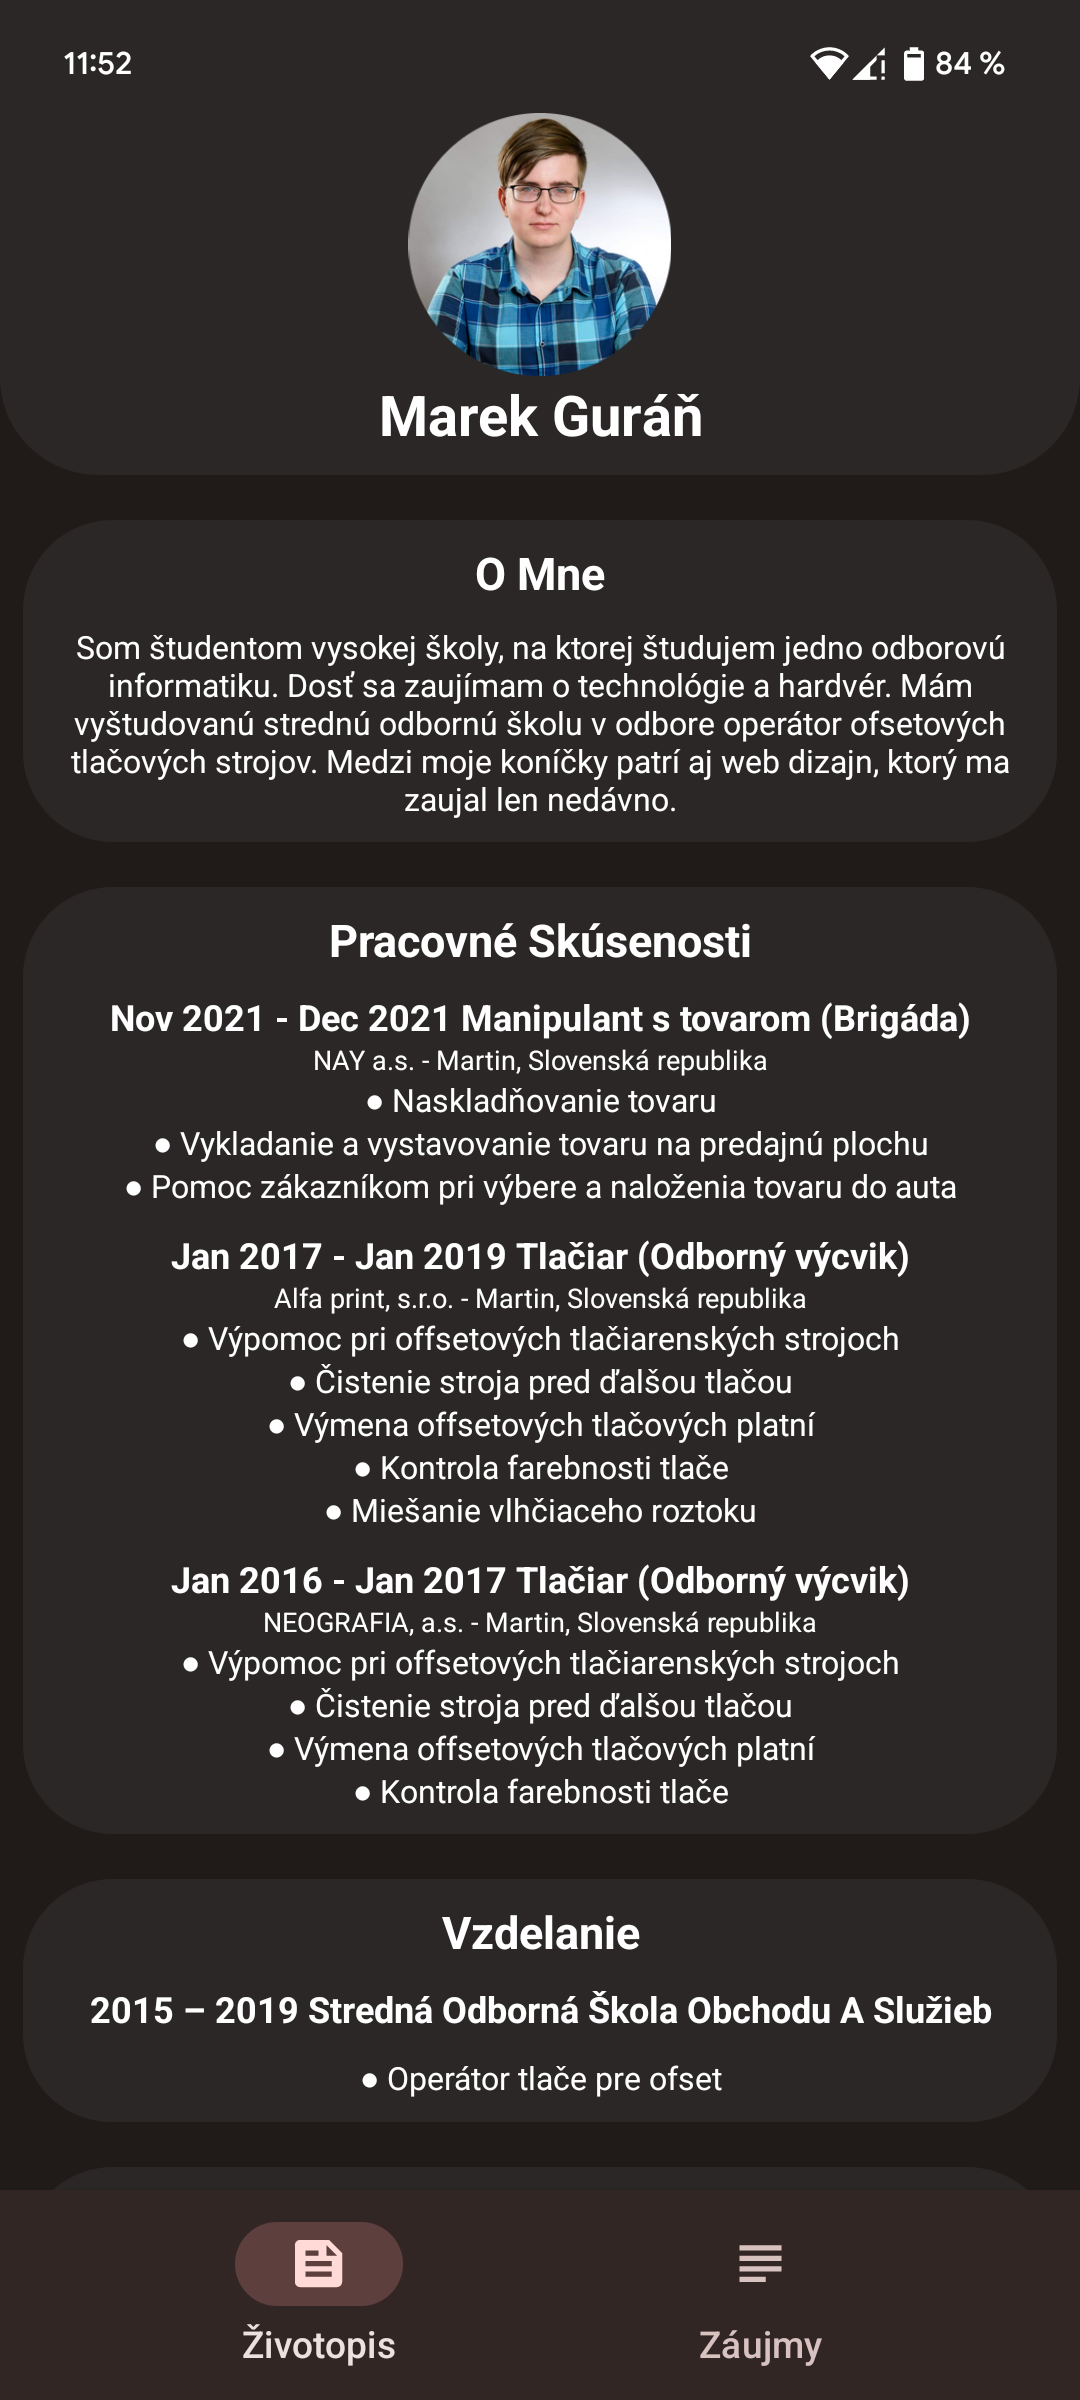 11:52
84 %
Marek Guráň
O Mne
Som študentom vysokej školy, na ktorej študujem jedno odborovú
informatiku. Dosť sa zaujímam o technológie a hardvér. Mám
vyštudovanú strednú odbornú školu v odbore operátor ofsetových
tlačových strojov. Medzi moje koníčky patrí aj web dizajn, ktorý ma
zaujal len nedávno.
Pracovné Skúsenosti
Nov 2021 - Dec 2021 Manipulant s tovarom (Brigáda)
NAY a.s. - Martin, Slovenská republika
● Naskladňovanie tovaru
● Vykladanie a vystavovanie tovaru na predajnú plochu
● Pomoc zákazníkom pri výbere a naloženia tovaru do auta
Jan 2017 - Jan 2019 Tlačiar (Odborný výcvik)
Alfa print, s.r.o. - Martin, Slovenská republika
● Výpomoc pri offsetových tlačiarenských strojoch
● Čistenie stroja pred ďalšou tlačou
● Výmena offsetových tlačových platní
● Kontrola farebnosti tlače
● Miešanie vlhčiaceho roztoku
Jan 2016 - Jan 2017 Tlačiar (Odborný výcvik)
NEOGRAFIA, a.s. - Martin, Slovenská republika
● Výpomoc pri offsetových tlačiarenských strojoch
● Čistenie stroja pred ďalšou tlačou
● Výmena offsetových tlačových platní
● Kontrola farebnosti tlače
Vzdelanie
2015 – 2019 Stredná Odborná Škola Obchodu A Služieb
● Operátor tlače pre ofset
Životopis
Záujmy